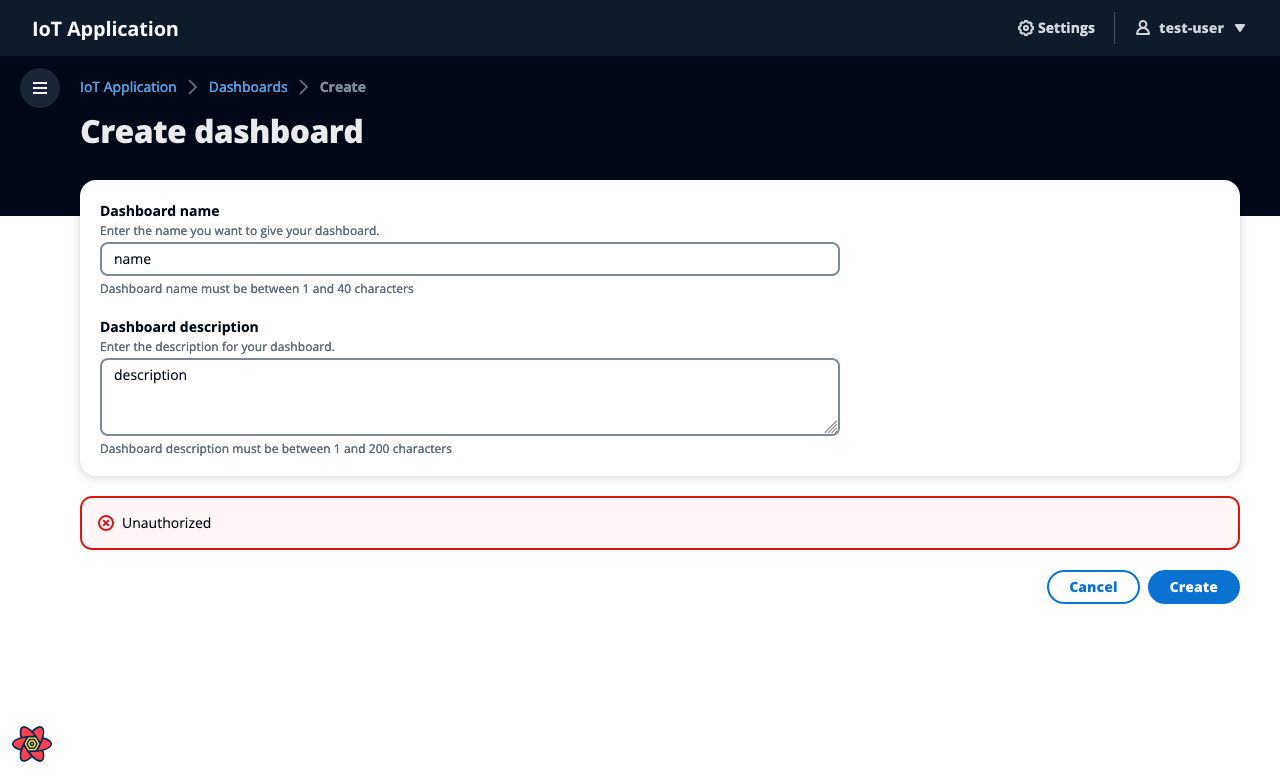 IoT Application
Settings
test-user
IoT Application
Dashboards
Create
Create dashboard
Dashboard name
Enter the name you want to give your dashboard.
name
Dashboard name must be between 1 and 40 characters
Dashboard description
Enter the description for your dashboard.
description
Dashboard description must be between 1 and 200 characters
Unauthorized
Cancel
Create